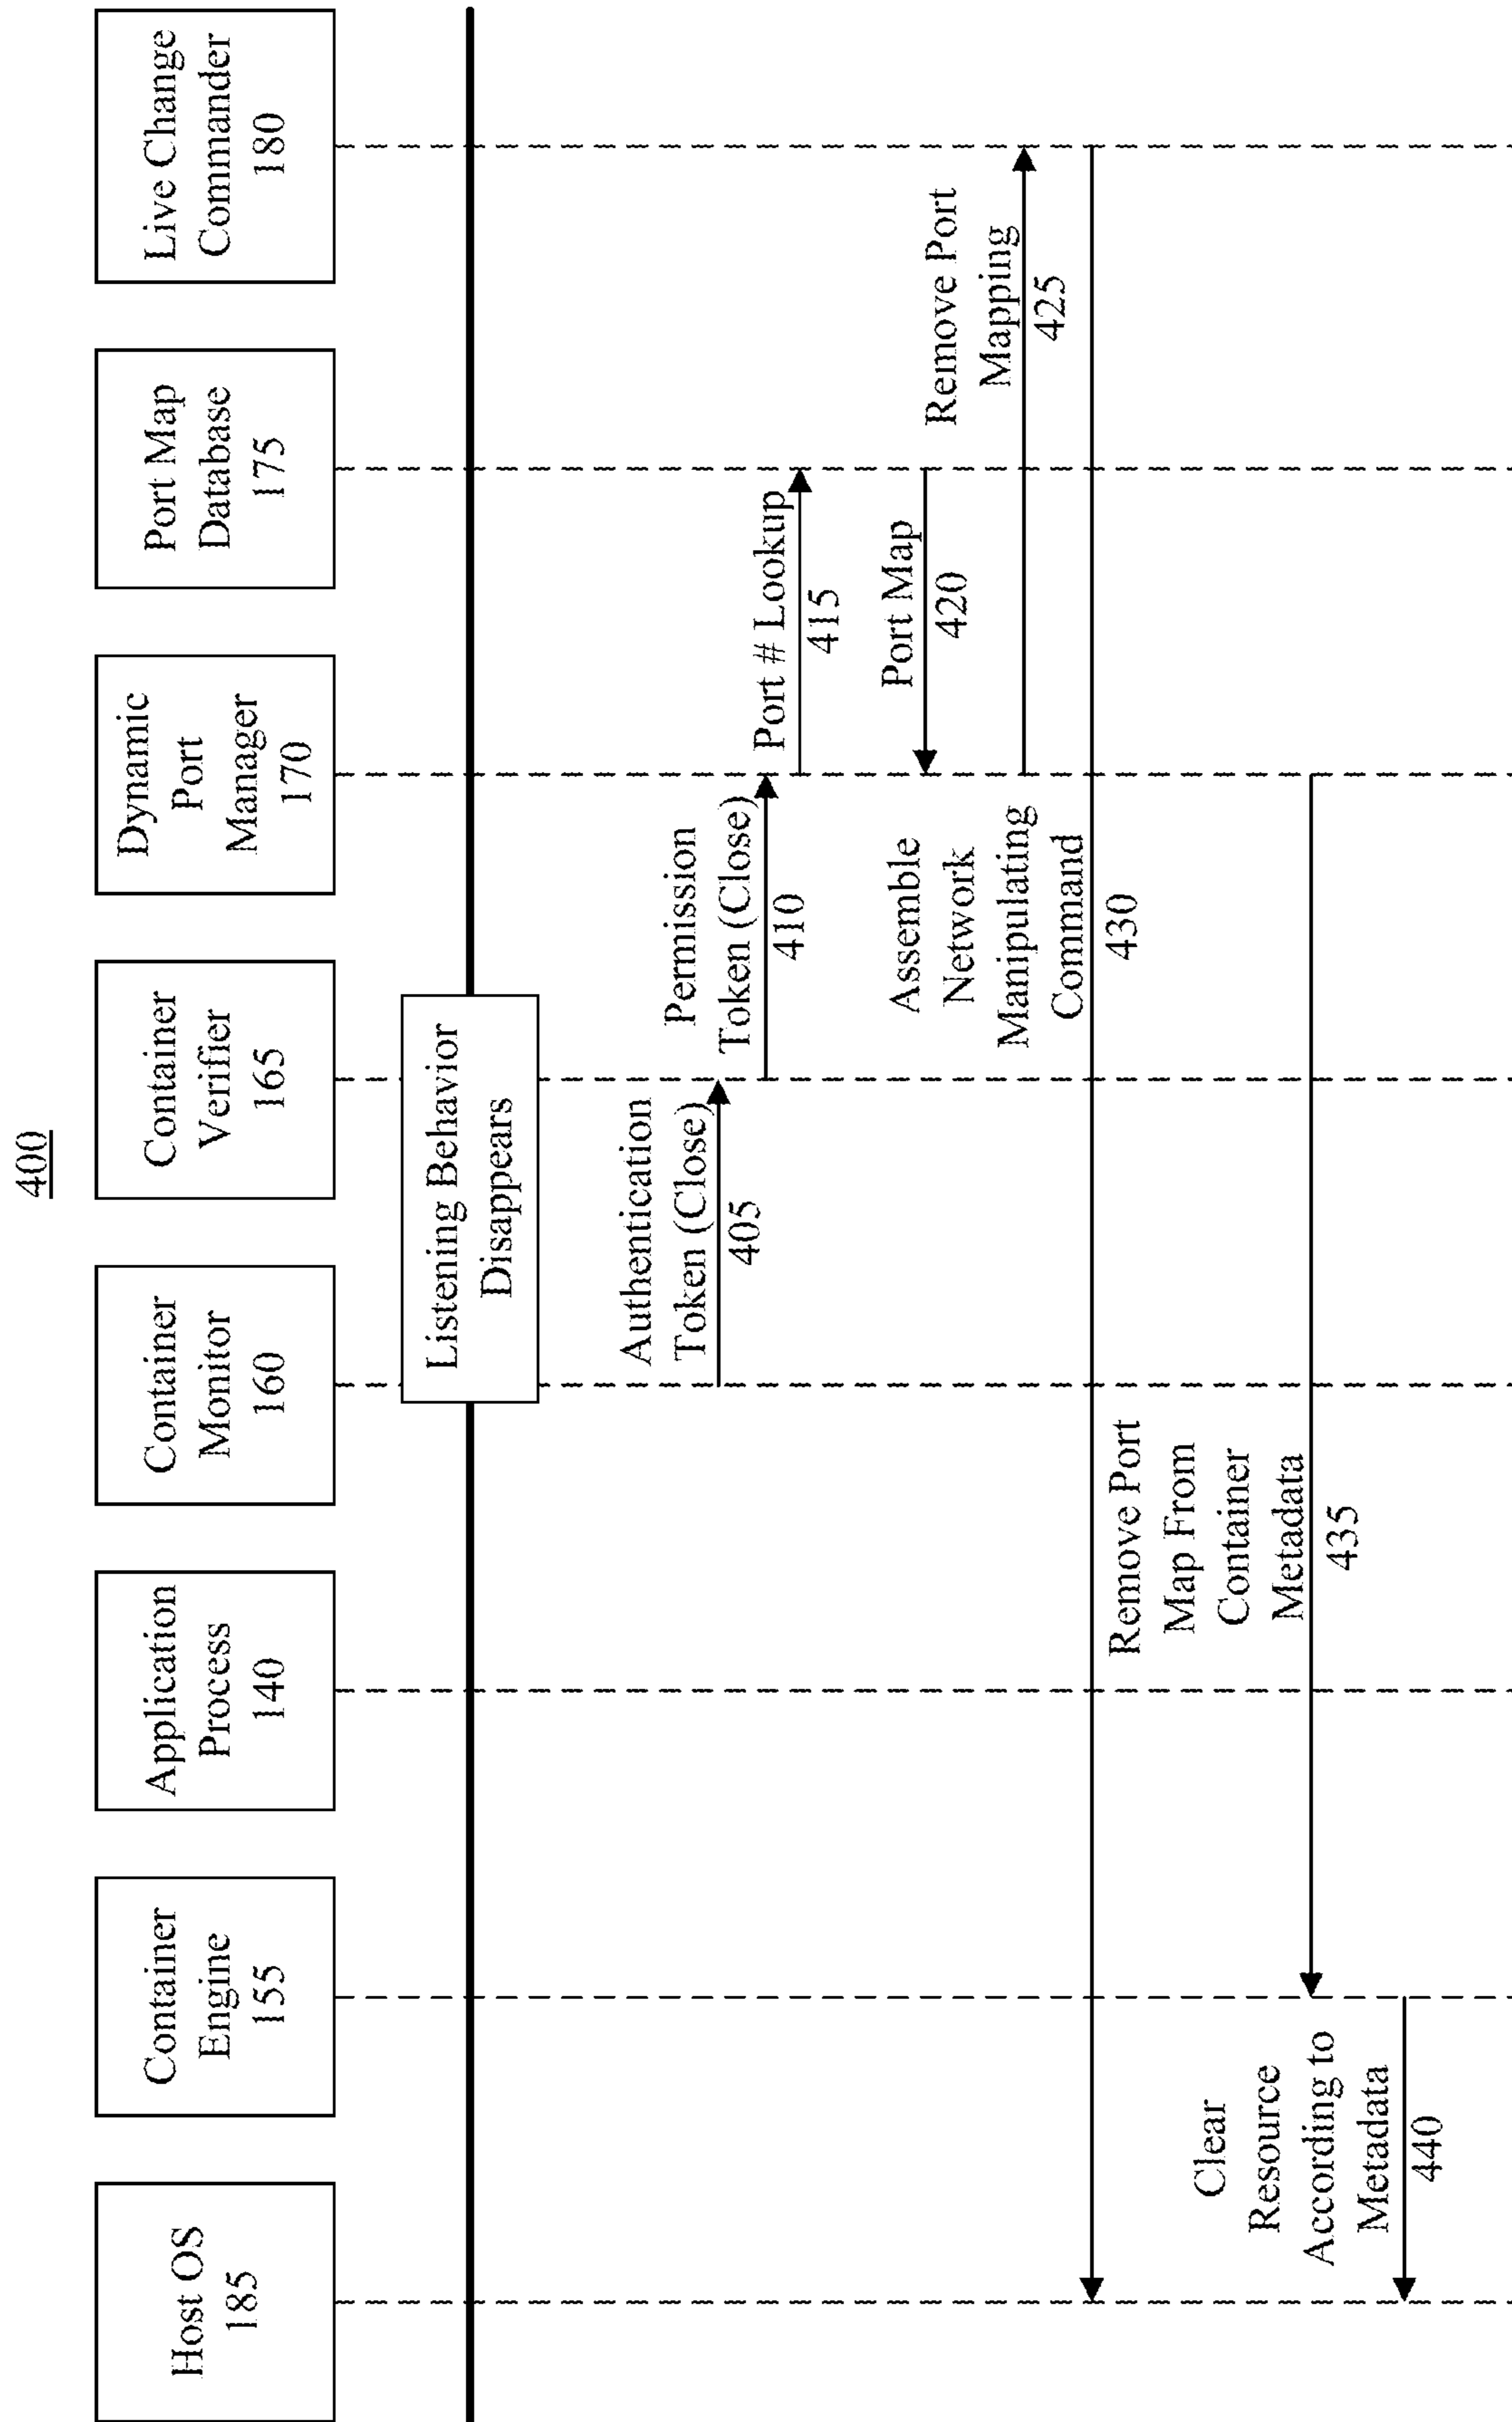 400
Host OS
185
Container
Engine
155
Application
Process
140
Container
Monitor
160
Container
Verifier
165
Dynamic
Port
Manager
170
Port Map
Database
175
Live Change
Commander
180
Listening Behavior
Disappears
Authentication
Token (Close)
405
Permission
Token (Close)
410
Port # Lookup
415
Port Map
420
Remove Port
Mapping
425
Assemble
Network
Manipulating
Command
430
Remove Port
Map From
Container
Metadata
435
Clear
Resource
According to
Metadata
440